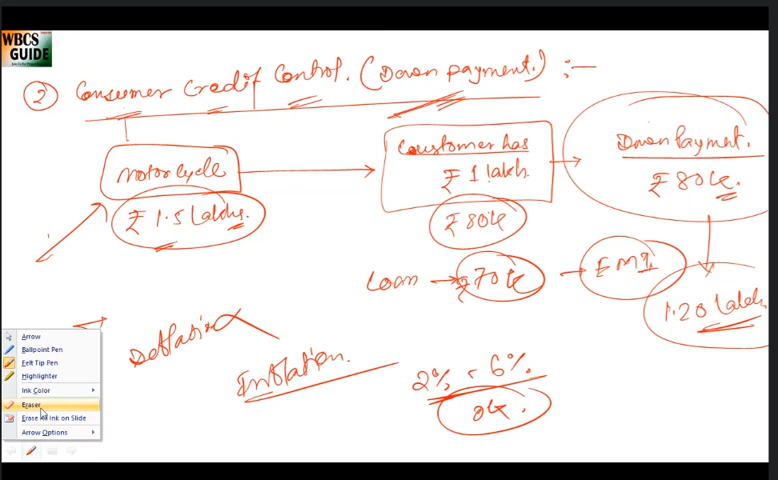 WBCS
GUIDE
② Consumer Credit Control. (Down payment.) :-
Motorcycle
₹ 1.5 lakhs.
Customer has
₹ 1 lakh.
₹ 80k
Down Payment.
₹ 80k.
Loan → ₹70k → EMI.
1.20 lakh
Deflation
Inflation.
2% - 6%.
ok.
Arrow
Ballpoint Pen
Felt Tip Pen
Highlighter
Ink Color
Eraser
Erase All Ink on Slide
Arrow Options